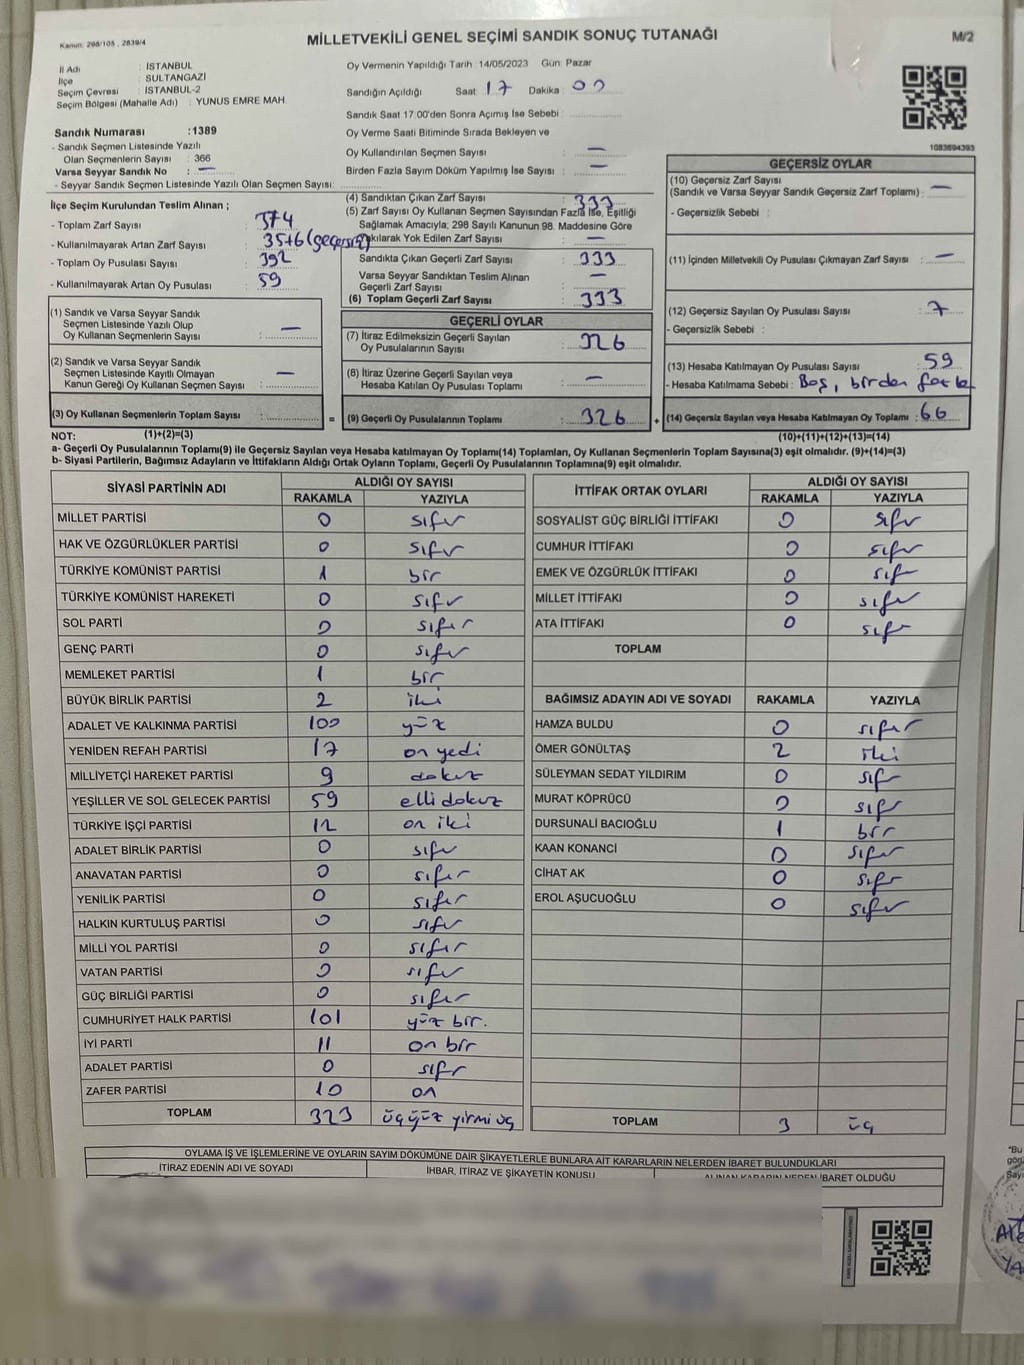 Kanun: 298/105 , 2839/4
MİLLETVEKİLİ GENEL SEÇİMİ SANDIK SONUÇ TUTANAĞI
M/2
İl Adı : İSTANBUL
İlçe : SULTANGAZİ
Seçim Çevresi : İSTANBUL-2
Seçim Bölgesi (Mahalle Adı) : YUNUS EMRE MAH.
Sandık Numarası : 1389
- Sandık Seçmen Listesinde Yazılı
Olan Seçmenlerin Sayısı : 366
Varsa Seyyar Sandık No : —
- Seyyar Sandık Seçmen Listesinde Yazılı Olan Seçmen Sayısı:
İlçe Seçim Kurulundan Teslim Alınan ;
- Toplam Zarf Sayısı : 374
- Kullanılmayarak Artan Zarf Sayısı : 35+6 (geçersiz)
- Toplam Oy Pusulası Sayısı : 392
- Kullanılmayarak Artan Oy Pusulası : 59
Oy Vermenin Yapıldığı Tarih : 14/05/2023 Gün: Pazar
Sandığın Açıldığı Saat 17 Dakika : 00
Sandık Saat 17:00'den Sonra Açımış İse Sebebi :
Oy Verme Saati Bitiminde Sırada Bekleyen ve
Oy Kullandırılan Seçmen Sayısı : —
Birden Fazla Sayım Döküm Yapılmış İse Sayısı : —
(4) Sandıktan Çıkan Zarf Sayısı : 333
(5) Zarf Sayısı Oy Kullanan Seçmen Sayısından Fazla İse, Eşitliği
Sağlamak Amacıyla; 298 Sayılı Kanunun 98. Maddesine Göre
Yakılarak Yok Edilen Zarf Sayısı : —
Sandıkta Çıkan Geçerli Zarf Sayısı : 333
Varsa Seyyar Sandıktan Teslim Alınan
Geçerli Zarf Sayısı : —
(6) Toplam Geçerli Zarf Sayısı : 333
1083694393
GEÇERSİZ OYLAR
(10) Geçersiz Zarf Sayısı
(Sandık ve Varsa Seyyar Sandık Geçersiz Zarf Toplamı) : —
- Geçersizlik Sebebi :
(11) İçinden Milletvekili Oy Pusulası Çıkmayan Zarf Sayısı : —
(12) Geçersiz Sayılan Oy Pusulası Sayısı : 7
- Geçersizlik Sebebi :
(13) Hesaba Katılmayan Oy Pusulası Sayısı : 59
- Hesaba Katılmama Sebebi : Boş, birden fazla
(14) Geçersiz Sayılan veya Hesaba Katılmayan Oy Toplamı : 66
(10)+(11)+(12)+(13)=(14)
(1) Sandık ve Varsa Seyyar Sandık
Seçmen Listesinde Yazılı Olup
Oy Kullanan Seçmenlerin Sayısı : —
(2) Sandık ve Varsa Seyyar Sandık
Seçmen Listesinde Kayıtlı Olmayan
Kanun Gereği Oy Kullanan Seçmen Sayısı : —
(3) Oy Kullanan Seçmenlerin Toplam Sayısı :
=
(1)+(2)=(3)
GEÇERLİ OYLAR
(7) İtiraz Edilmeksizin Geçerli Sayılan
Oy Pusulalarının Sayısı : 326
(8) İtiraz Üzerine Geçerli Sayılan veya
Hesaba Katılan Oy Pusulası Toplamı : —
(9) Geçerli Oy Pusulalarının Toplamı : 326
+
NOT:
a- Geçerli Oy Pusulalarının Toplamı(9) ile Geçersiz Sayılan veya Hesaba katılmayan Oy Toplamı(14) Toplamları, Oy Kullanan Seçmenlerin Toplam Sayısına(3) eşit olmalıdır. (9)+(14)=(3)
b- Siyasi Partilerin, Bağımsız Adayların ve İttifakların Aldığı Ortak Oyların Toplamı, Geçerli Oy Pusulalarının Toplamına(9) eşit olmalıdır.
SİYASİ PARTİNİN ADI ALDIĞI OY SAYISI
RAKAMLA YAZIYLA
MİLLET PARTİSİ 0 sıfır
HAK VE ÖZGÜRLÜKLER PARTİSİ 0 sıfır
TÜRKİYE KOMÜNİST PARTİSİ 1 bir
TÜRKİYE KOMÜNİST HAREKETİ 0 sıfır
SOL PARTİ 0 sıfır
GENÇ PARTİ 0 sıfır
MEMLEKET PARTİSİ 1 bir
BÜYÜK BİRLİK PARTİSİ 2 iki
ADALET VE KALKINMA PARTİSİ 100 yüz
YENİDEN REFAH PARTİSİ 17 on yedi
MİLLİYETÇİ HAREKET PARTİSİ 9 dokuz
YEŞİLLER VE SOL GELECEK PARTİSİ 59 elli dokuz
TÜRKİYE İŞÇİ PARTİSİ 12 on iki
ADALET BİRLİK PARTİSİ 0 sıfır
ANAVATAN PARTİSİ 0 sıfır
YENİLİK PARTİSİ 0 sıfır
HALKIN KURTULUŞ PARTİSİ 0 sıfır
MİLLİ YOL PARTİSİ 0 sıfır
VATAN PARTİSİ 0 sıfır
GÜÇ BİRLİĞİ PARTİSİ 0 sıfır
CUMHURİYET HALK PARTİSİ 101 yüz bir.
İYİ PARTİ 11 on bir
ADALET PARTİSİ 0 sıfır
ZAFER PARTİSİ 10 on
TOPLAM 323 üçyüz yirmi üç
İTTİFAK ORTAK OYLARI ALDIĞI OY SAYISI
RAKAMLA YAZIYLA
SOSYALİST GÜÇ BİRLİĞİ İTTİFAKI 0 sıfır
CUMHUR İTTİFAKI 0 sıfır
EMEK VE ÖZGÜRLÜK İTTİFAKI 0 sıfır
MİLLET İTTİFAKI 0 sıfır
ATA İTTİFAKI 0 sıfır
TOPLAM
BAĞIMSIZ ADAYIN ADI VE SOYADI RAKAMLA YAZIYLA
HAMZA BULDU 0 sıfır
ÖMER GÖNÜLTAŞ 2 iki
SÜLEYMAN SEDAT YILDIRIM 0 sıfır
MURAT KÖPRÜCÜ 0 sıfır
DURSUNALİ BACIOĞLU 1 bir
KAAN KONANCİ 0 sıfır
CİHAT AK 0 sıfır
EROL AŞUCUOĞLU 0 sıfır
TOPLAM 3 üç
OYLAMA İŞ VE İŞLEMLERİNE VE OYLARIN SAYIM DÖKÜMÜNE DAİR ŞİKAYETLERLE BUNLARA AİT KARARLARIN NELERDEN İBARET BULUNDUKLARI
İTİRAZ EDENİN ADI VE SOYADI İHBAR, İTİRAZ VE ŞİKAYETİN KONUSU ALINAN KARARIN NEDEN İBARET OLDUĞU